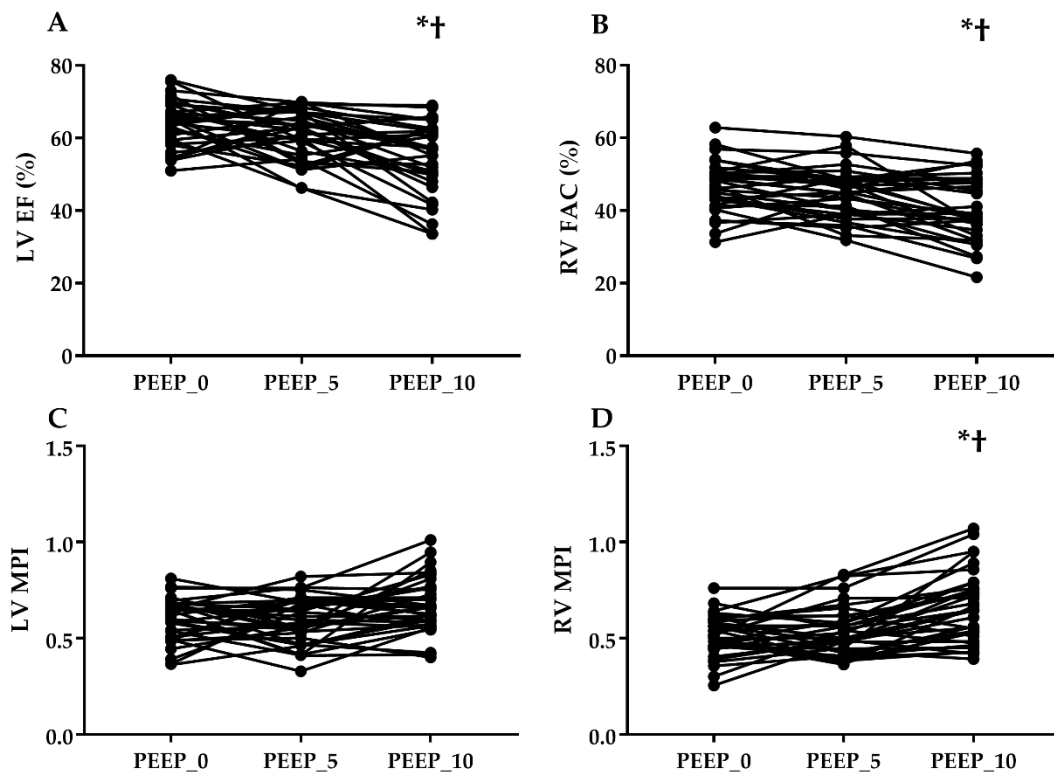 A
*†
LV EF (%)
80
60
40
20
0
PEEP_0
PEEP_5
PEEP_10
B
*†
RV FAC (%)
80
60
40
20
0
PEEP_0
PEEP_5
PEEP_10
C
LV MPI
1.5
1.0
0.5
0.0
PEEP_0
PEEP_5
PEEP_10
D
*†
RV MPI
1.5
1.0
0.5
0.0
PEEP_0
PEEP_5
PEEP_10